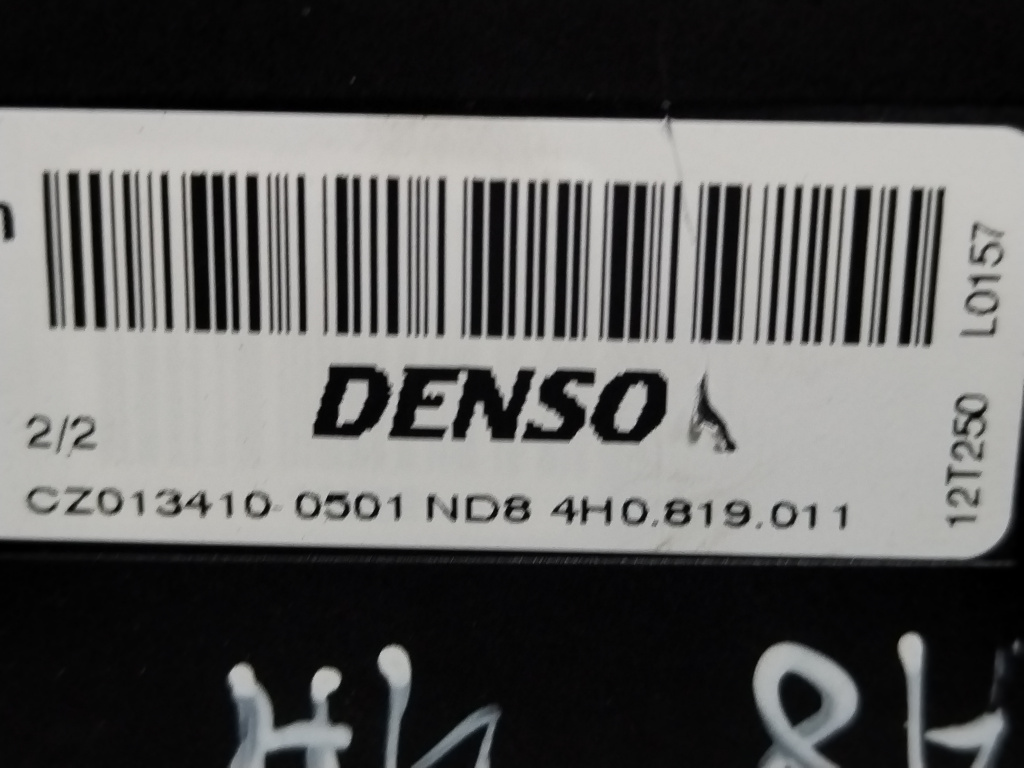 DENSO
2/2
CZ013410-0501 ND8 4H0.819.011
12T250 L0157